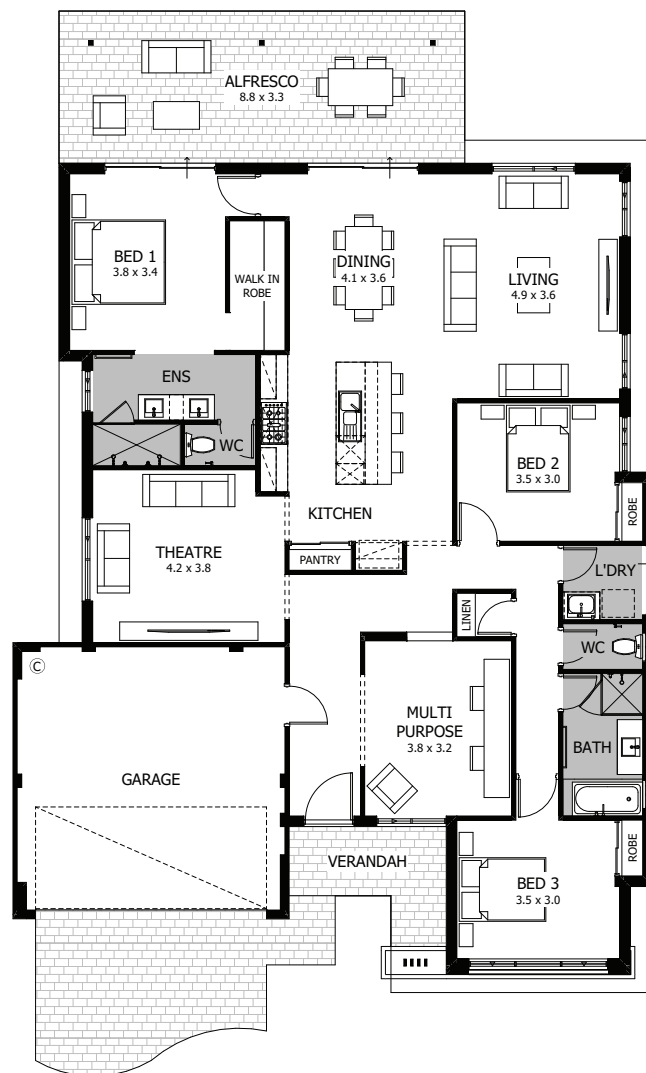 ALFRESCO
8.8 x 3.3
BED 1
3.8 x 3.4
WALK IN
ROBE
DINING
4.1 x 3.6
LIVING
4.9 x 3.6
ENS
WC
BED 2
3.5 x 3.0
ROBE
KITCHEN
THEATRE
4.2 x 3.8
PANTRY
L'DRY
LINEN
WC
©
MULTI
PURPOSE
3.8 x 3.2
BATH
GARAGE
VERANDAH
ROBE
BED 3
3.5 x 3.0